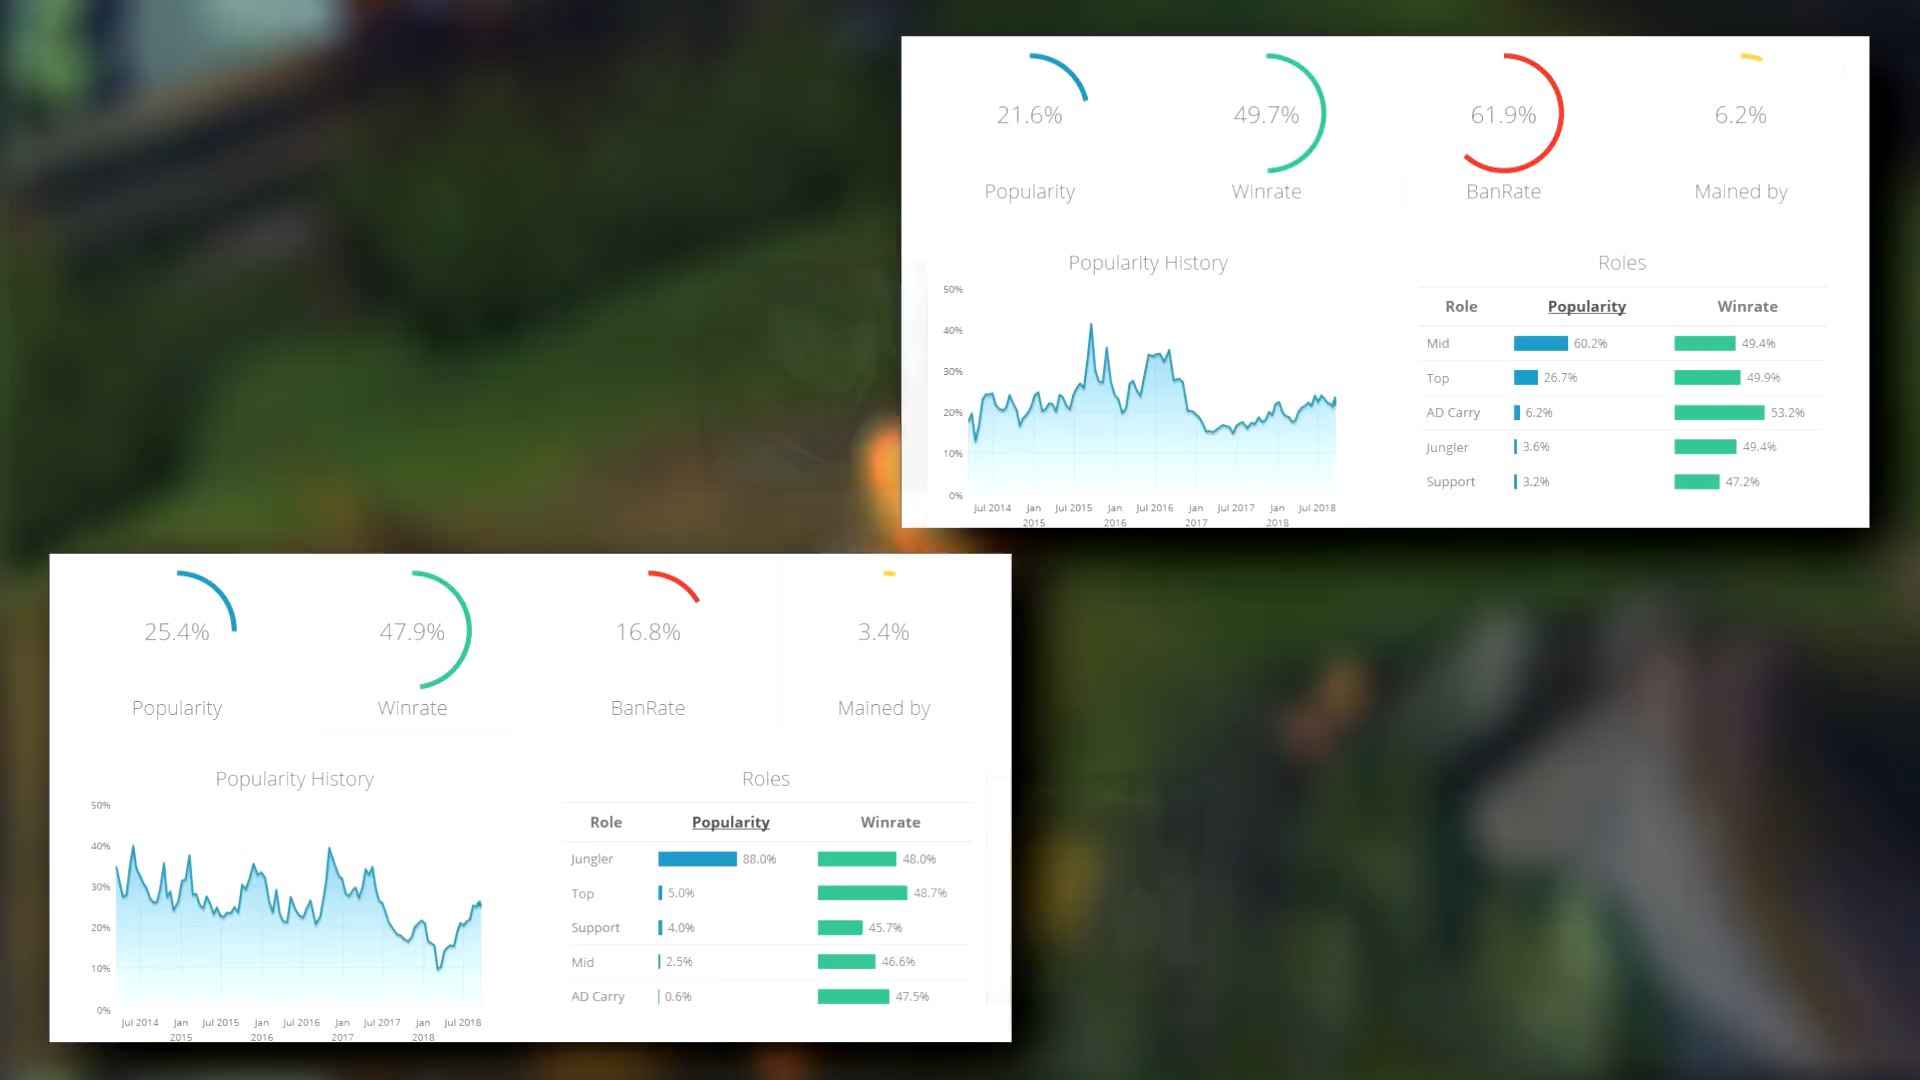 21.6% 49.7% 61.9% 6.2%
Popularity Winrate BanRate Mained by
Popularity History
50%
40%
30%
20%
10%
0%
Jul 2014 Jan 2015 Jul 2015 Jan 2016 Jul 2016 Jan 2017 Jul 2017 Jan 2018 Jul 2018
Roles
Role Popularity Winrate
Mid 60.2% 49.4%
Top 26.7% 49.9%
AD Carry 6.2% 53.2%
Jungler 3.6% 49.4%
Support 3.2% 47.2%
25.4% 47.9% 16.8% 3.4%
Popularity Winrate BanRate Mained by
Popularity History
50%
40%
30%
20%
10%
0%
Jul 2014 Jan 2015 Jul 2015 Jan 2016 Jul 2016 Jan 2017 Jul 2017 Jan 2018 Jul 2018
Roles
Role Popularity Winrate
Jungler 88.0% 48.0%
Top 5.0% 48.7%
Support 4.0% 45.7%
Mid 2.5% 46.6%
AD Carry 0.6% 47.5%